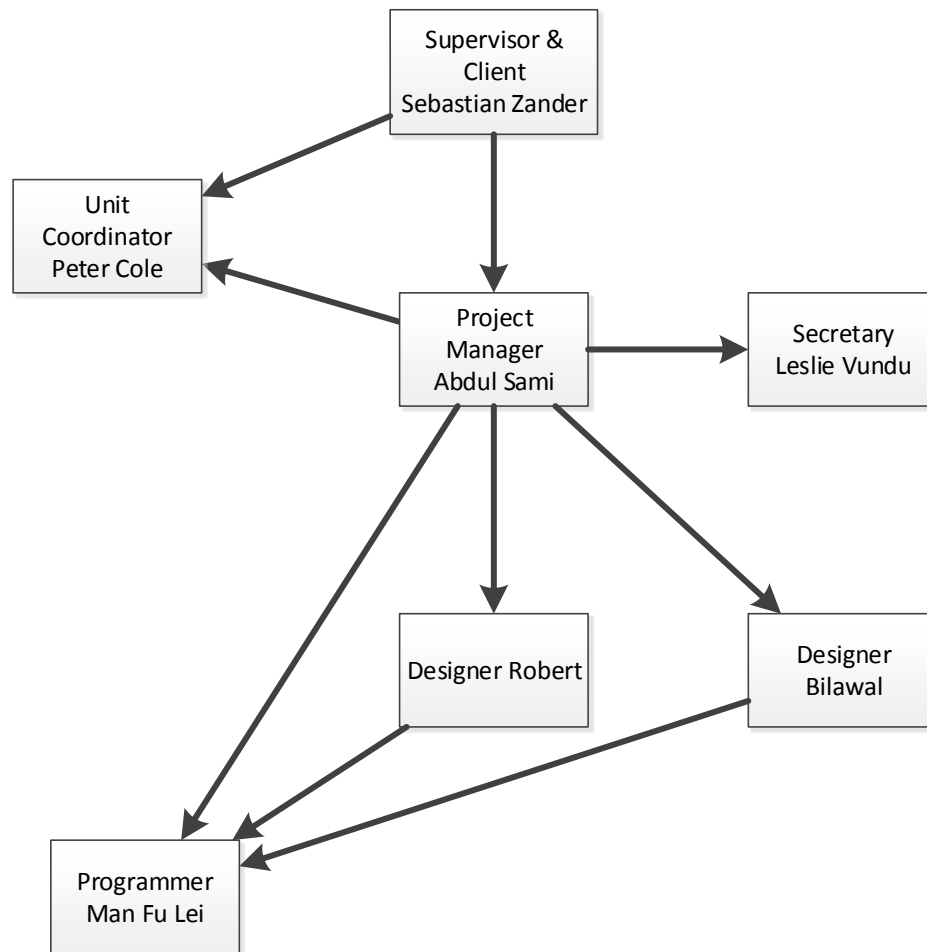 Supervisor &
Client
Sebastian Zander
Unit
Coordinator
Peter Cole
Project
Manager
Abdul Sami
Secretary
Leslie Vundu
Designer Robert
Designer
Bilawal
Programmer
Man Fu Lei